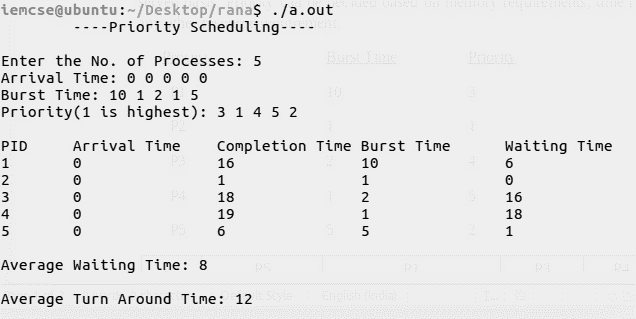 iemcse@ubuntu:~/Desktop/rana$ ./a.out
----Priority Scheduling----
Enter the No. of Processes: 5
Arrival Time: 0 0 0 0 0
Burst Time: 10 1 2 1 5
Priority(1 is highest): 3 1 4 5 2
PID Arrival Time Completion Time Burst Time Waiting Time
1 0 16 10 6
2 0 1 1 0
3 0 18 2 16
4 0 19 1 18
5 0 6 5 1
Average Waiting Time: 8
Average Turn Around Time: 12